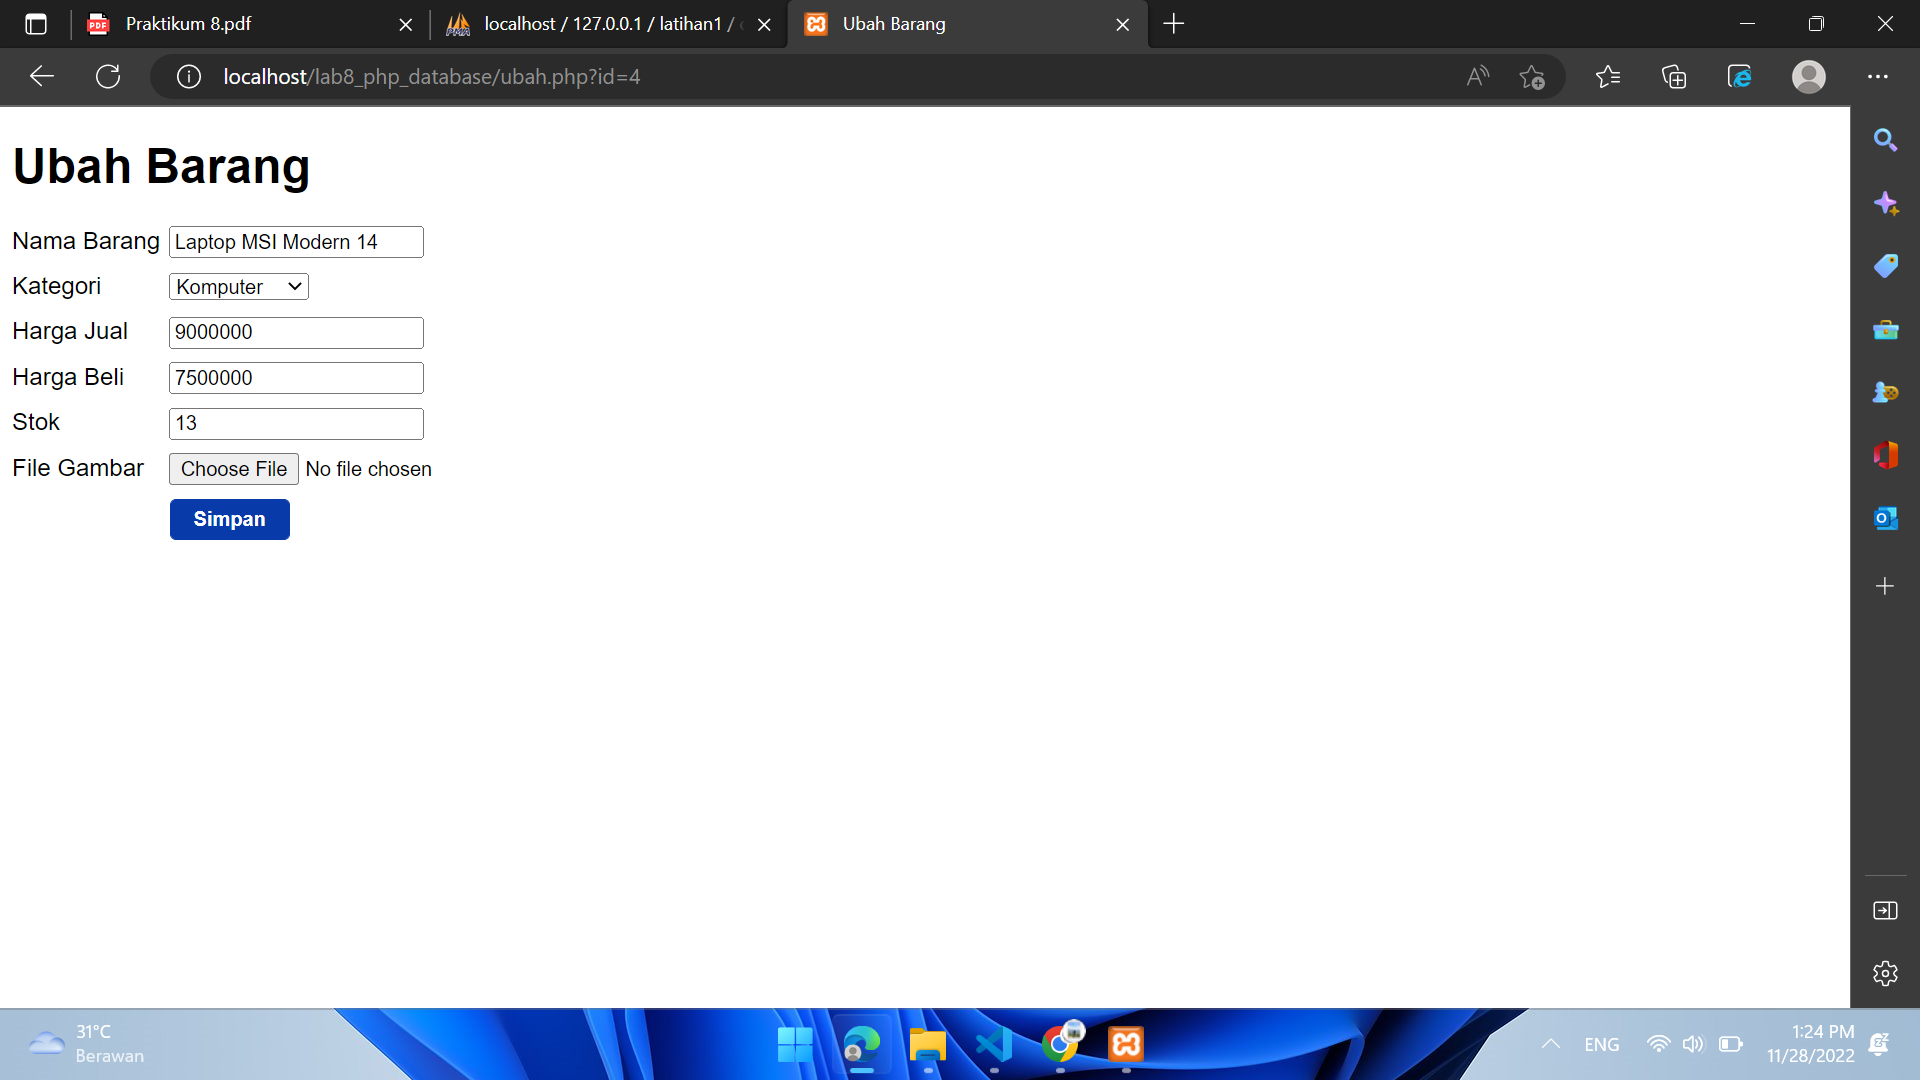 Praktikum 8.pdf
localhost / 127.0.0.1 / latihan1 /
Ubah Barang
localhost/lab8_php_database/ubah.php?id=4
Ubah Barang
Nama Barang Laptop MSI Modern 14
Kategori Komputer
Harga Jual 9000000
Harga Beli 7500000
Stok 13
File Gambar Choose File No file chosen
Simpan
31°C
Berawan
ENG
1:24 PM
11/28/2022